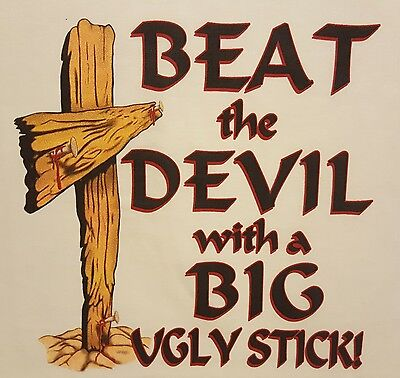 BEAT
the
DEVIL
with a
BIG
UGLY STICK!